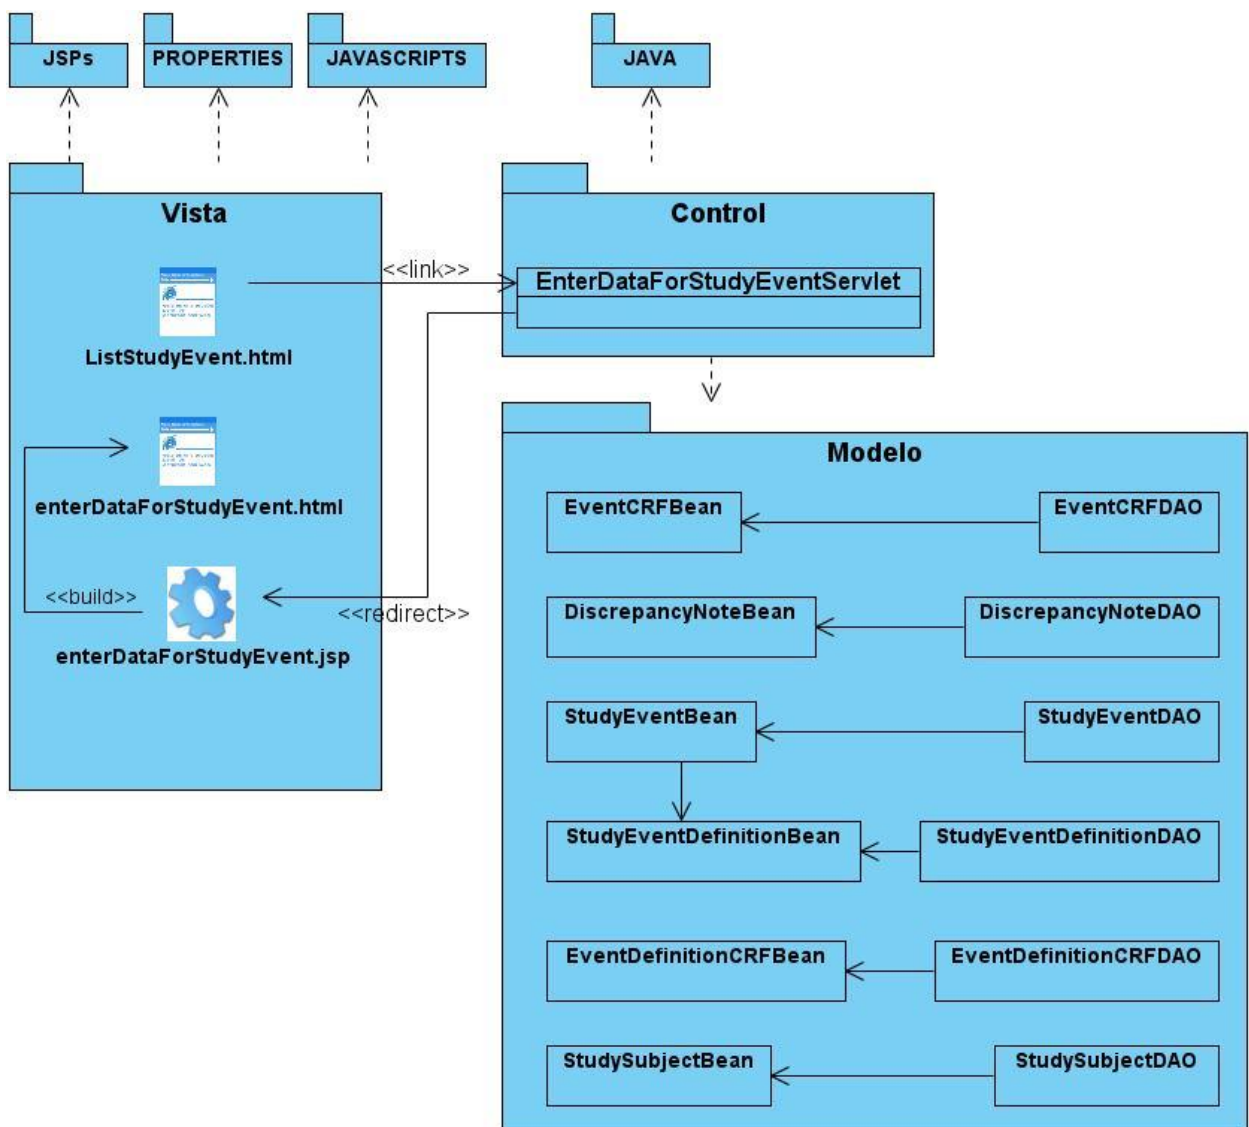 JSPs
PROPERTIES
JAVASCRIPTS
JAVA
Vista
Control
<<link>>
EnterDataForStudyEventServlet
ListStudyEvent.html
enterDataForStudyEvent.html
<<build>>
<<redirect>>
enterDataForStudyEvent.jsp
Modelo
EventCRFBean
EventCRFDAO
DiscrepancyNoteBean
DiscrepancyNoteDAO
StudyEventBean
StudyEventDAO
StudyEventDefinitionBean
StudyEventDefinitionDAO
EventDefinitionCRFBean
EventDefinitionCRFDAO
StudySubjectBean
StudySubjectDAO